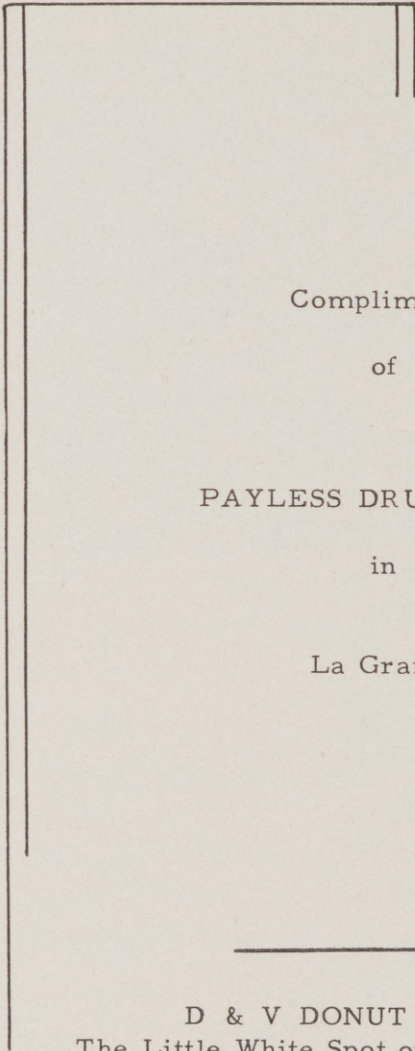 Complim
of
PAYLESS DRU
in
La Gra
D & V DONUT
The Little White Spot o